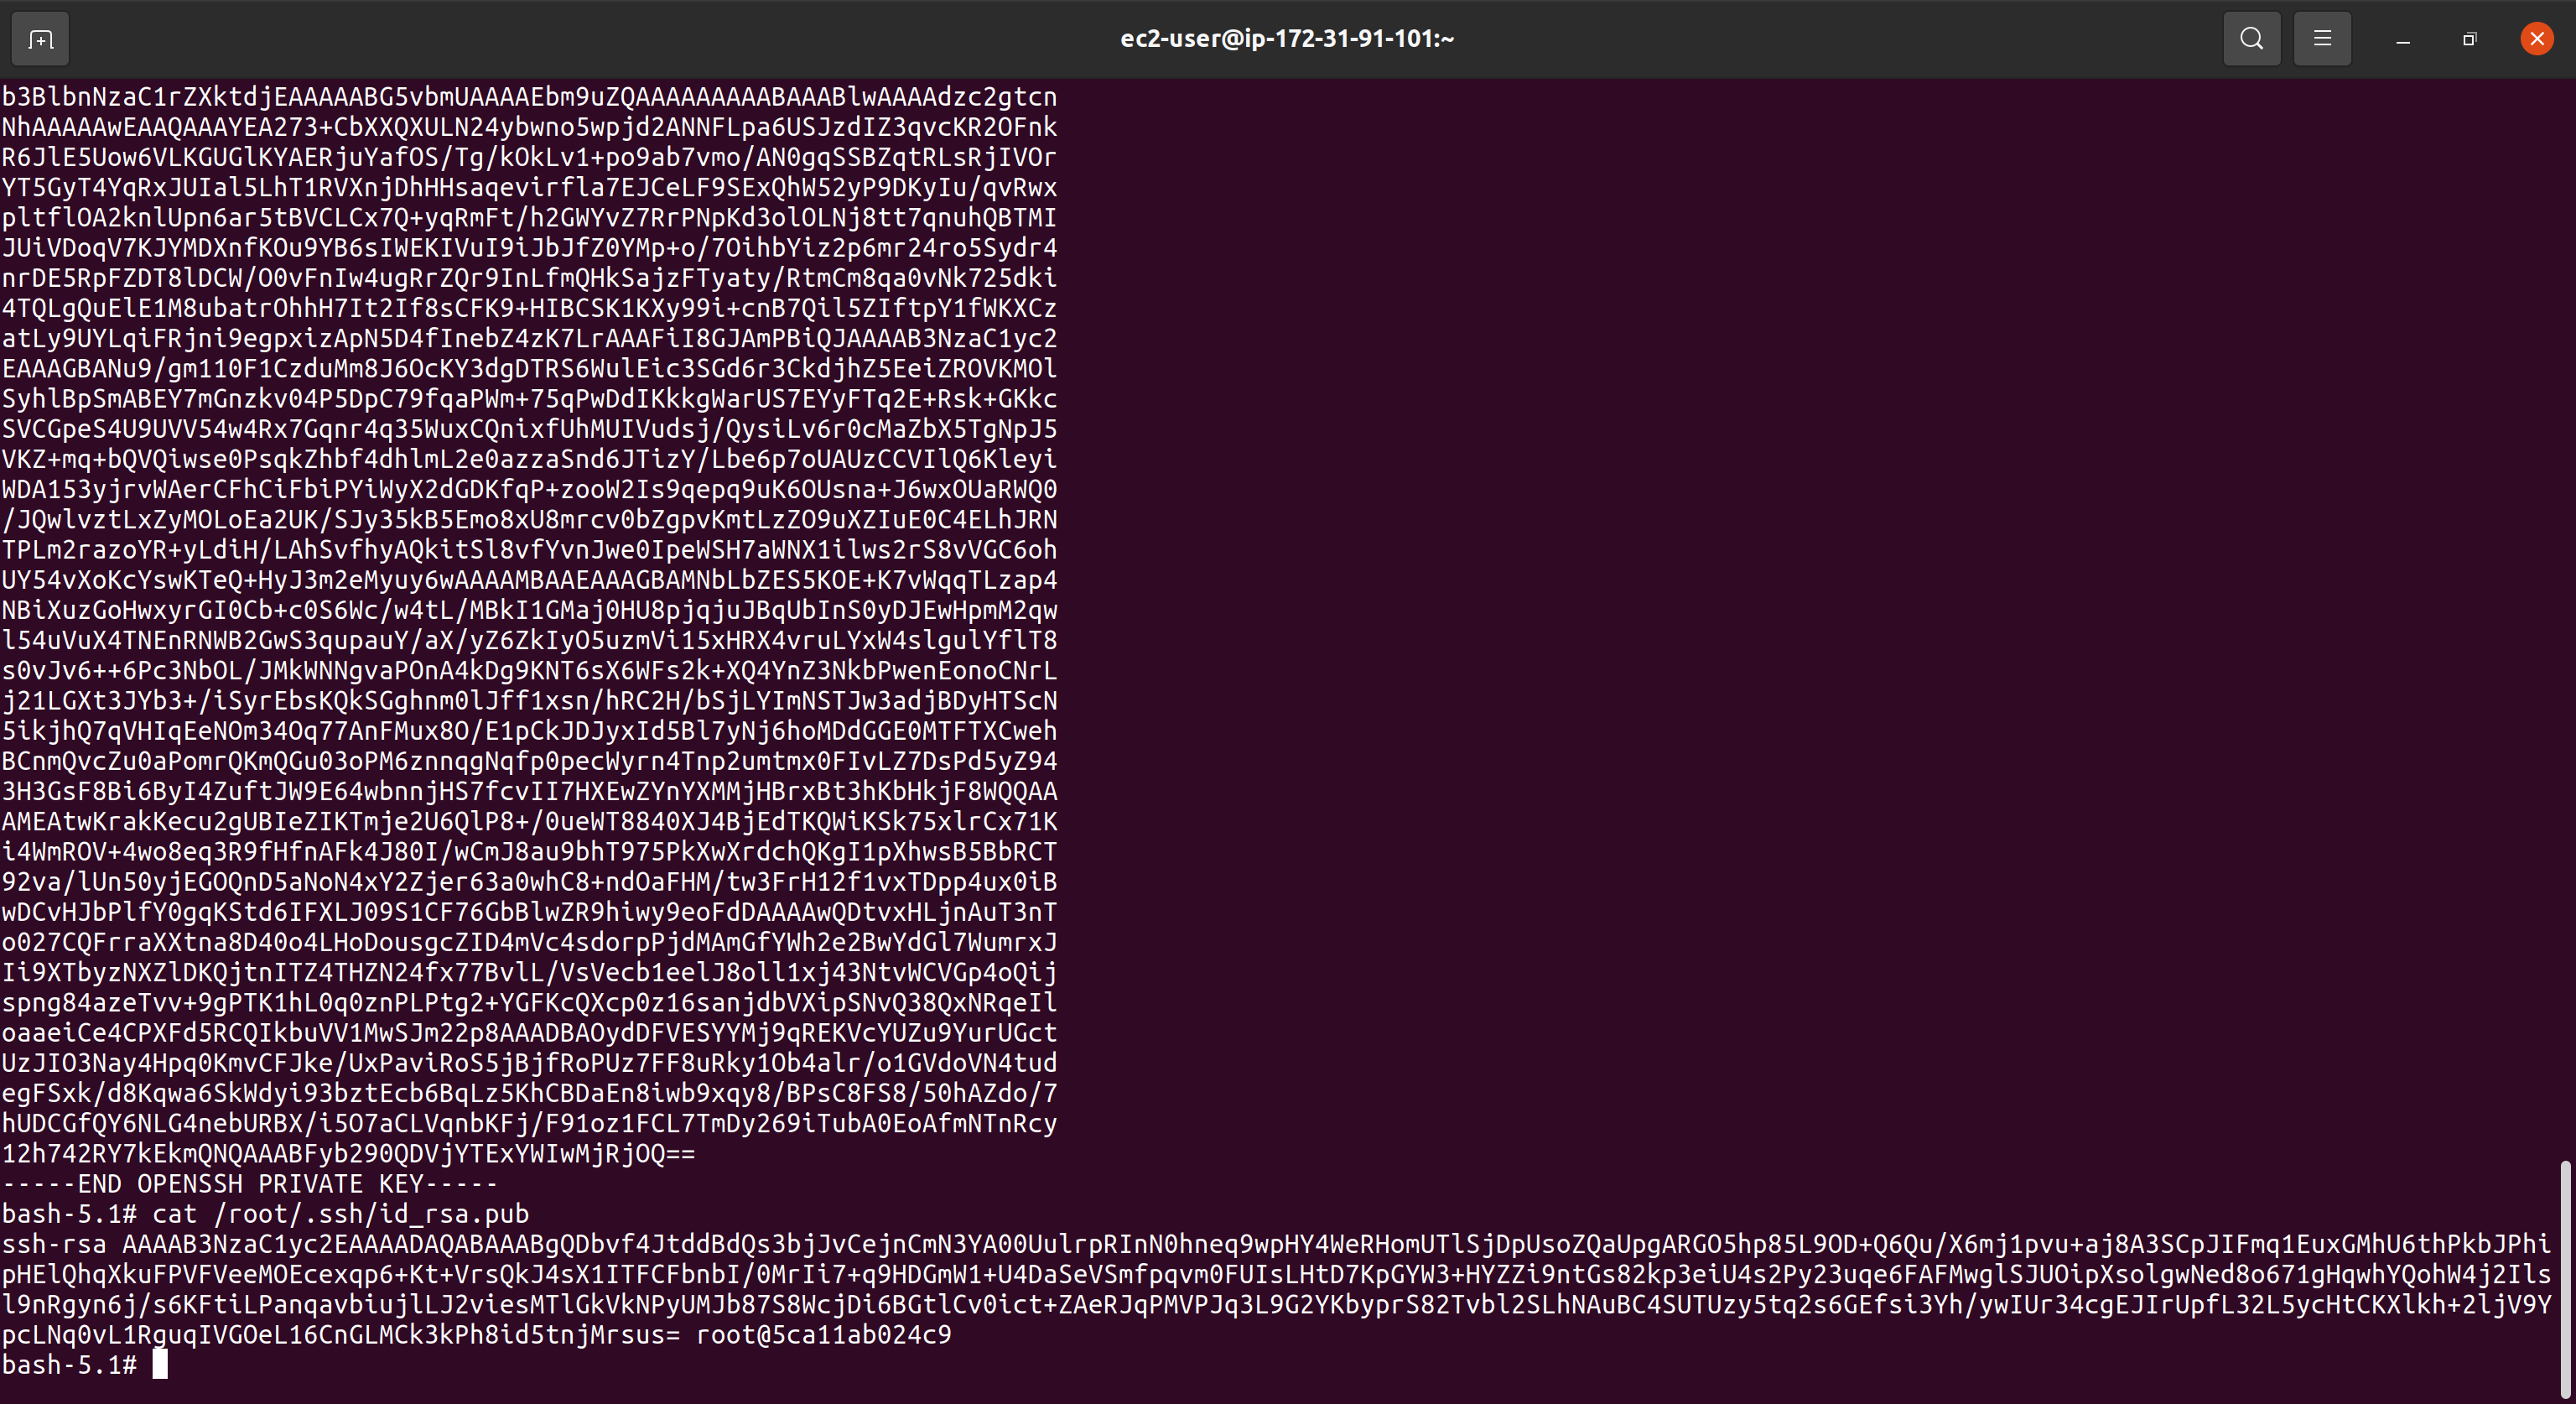 ec2-user@ip-172-31-91-101:~
b3BlbnNzaC1rZXktdjEAAAAABG5vbmUAAAAEbm9uZQAAAAAAAAABAAABlwAAAAdzc2gtcn
NhAAAAAwEAAQAAAYEA273+CbXXQXULN24ybwno5wpjd2ANNFLpa6USJzdIZ3qvcKR2OFnk
R6JlE5Uow6VLKGUGlKYAERjuYafOS/Tg/kOkLv1+po9ab7vmo/AN0gqSSBZqtRLsRjIVOr
YT5GyT4YqRxJUIal5LhT1RVXnjDhHHsaqevirfla7EJCeLF9SExQhW52yP9DKyIu/qvRwx
pltflOA2knlUpn6ar5tBVCLCx7Q+yqRmFt/h2GWYvZ7RrPNpKd3olOLNj8tt7qnuhQBTMI
JUiVDoqV7KJYMDXnfKOu9YB6sIWEKIVuI9iJbJfZ0YMp+o/7OihbYiz2p6mr24ro5Sydr4
nrDE5RpFZDT8lDCW/O0vFnIw4ugRrZQr9InLfmQHkSajzFTyaty/RtmCm8qa0vNk725dki
4TQLgQuElE1M8ubatrOhhH7It2If8sCFK9+HIBCSK1KXy99i+cnB7Qil5ZIftpY1fWKXCz
atLy9UYLqiFRjni9egpxizApN5D4fInebZ4zK7LrAAAFiI8GJAmPBiQJAAAAB3NzaC1yc2
EAAAGBANu9/gm110F1CzduMm8J6OcKY3dgDTRS6WulEic3SGd6r3CkdjhZ5EeiZROVKMOl
SyhlBpSmABEY7mGnzkv04P5DpC79fqaPWm+75qPwDdIKkkgWarUS7EYyFTq2E+Rsk+GKkc
SVCGpeS4U9UVV54w4Rx7Gqnr4q35WuxCQnixfUhMUIVudsj/QysiLv6r0cMaZbX5TgNpJ5
VKZ+mq+bQVQiwse0PsqkZhbf4dhlmL2e0azzaSnd6JTizY/Lbe6p7oUAUzCCVIlQ6Kleyi
WDA153yjrvWAerCFhCiFbiPYiWyX2dGDKfqP+zooW2Is9qepq9uK6OUsna+J6wxOUaRWQ0
/JQwlvztLxZyMOLoEa2UK/SJy35kB5Emo8xU8mrcv0bZgpvKmtLzZO9uXZIuE0C4ELhJRN
TPLm2razoYR+yLdiH/LAhSvfhyAQkitSl8vfYvnJwe0IpeWSH7aWNX1ilws2rS8vVGC6oh
UY54vXoKcYswKTeQ+HyJ3m2eMyuy6wAAAAMBAAEAAAGBAMNbLbZES5KOE+K7vWqqTLzap4
NBiXuzGoHwxyrGI0Cb+c0S6Wc/w4tL/MBkI1GMaj0HU8pjqjuJBqUbInS0yDJEwHpmM2qw
l54uVuX4TNEnRNWB2GwS3qupauY/aX/yZ6ZkIyO5uzmVi15xHRX4vruLYxW4slgulYflT8
s0vJv6++6Pc3NbOL/JMkWNNgvaPOnA4kDg9KNT6sX6WFs2k+XQ4YnZ3NkbPwenEonoCNrL
j21LGXt3JYb3+/iSyrEbsKQkSGghnm0lJff1xsn/hRC2H/bSjLYImNSTJw3adjBDyHTScN
5ikjhQ7qVHIqEeNOm34Oq77AnFMux8O/E1pCkJDJyxId5Bl7yNj6hoMDdGGE0MTFTXCweh
BCnmQvcZu0aPomrQKmQGu03oPM6znnqgNqfp0pecWyrn4Tnp2umtmx0FIvLZ7DsPd5yZ94
3H3GsF8Bi6ByI4ZuftJW9E64wbnnjHS7fcvII7HXEwZYnYXMMjHBrxBt3hKbHkjF8WQQAA
AMEAtwKrakKecu2gUBIeZIKTmje2U6QlP8+/0ueWT8840XJ4BjEdTKQWiKSk75xlrCx71K
i4WmROV+4wo8eq3R9fHfnAFk4J80I/wCmJ8au9bhT975PkXwXrdchQKgI1pXhwsB5BbRCT
92va/lUn50yjEGOQnD5aNoN4xY2Zjer63a0whC8+ndOaFHM/tw3FrH12f1vxTDpp4ux0iB
wDCvHJbPlfY0gqKStd6IFXLJ09S1CF76GbBlwZR9hiwy9eoFdDAAAAwQDtvxHLjnAuT3nT
o027CQFrraXXtna8D40o4LHoDousgcZID4mVc4sdorpPjdMAmGfYWh2e2BwYdGl7WumrxJ
Ii9XTbyzNXZlDKQjtnITZ4THZN24fx77BvlL/VsVecb1eelJ8oll1xj43NtvWCVGp4oQij
spng84azeTvv+9gPTK1hL0q0znPLPtg2+YGFKcQXcp0z16sanjdbVXipSNvQ38QxNRqeIl
oaaeiCe4CPXFd5RCQIkbuVV1MwSJm22p8AAADBAOydDFVESYYMj9qREKVcYUZu9YurUGct
UzJIO3Nay4Hpq0KmvCFJke/UxPaviRoS5jBjfRoPUz7FF8uRky1Ob4alr/o1GVdoVN4tud
egFSxk/d8Kqwa6SkWdyi93bztEcb6BqLz5KhCBDaEn8iwb9xqy8/BPsC8FS8/50hAZdo/7
hUDCGfQY6NLG4nebURBX/i5O7aCLVqnbKFj/F91oz1FCL7TmDy269iTubA0EoAfmNTnRcy
12h742RY7kEkmQNQAAABFyb290QDVjYTExYWIwMjRjOQ==
-----END OPENSSH PRIVATE KEY-----
bash-5.1# cat /root/.ssh/id_rsa.pub
ssh-rsa AAAAB3NzaC1yc2EAAAADAQABAAABgQDbvf4JtddBdQs3bjJvCejnCmN3YA00UulrpRInN0hneq9wpHY4WeRHomUTlSjDpUsoZQaUpgARGO5hp85L9OD+Q6Qu/X6mj1pvu+aj8A3SCpJIFmq1EuxGMhU6thPkbJPhi
pHElQhqXkuFPVFVeeMOEcexqp6+Kt+VrsQkJ4sX1ITFCFbnbI/0MrIi7+q9HDGmW1+U4DaSeVSmfpqvm0FUIsLHtD7KpGYW3+HYZZi9ntGs82kp3eiU4s2Py23uqe6FAFMwglSJUOipXsolgwNed8o671gHqwhYQohW4j2Ils
l9nRgyn6j/s6KFtiLPanqavbiujlLJ2viesMTlGkVkNPyUMJb87S8WcjDi6BGtlCv0ict+ZAeRJqPMVPJq3L9G2YKbyprS82Tvbl2SLhNAuBC4SUTUzy5tq2s6GEfsi3Yh/ywIUr34cgEJIrUpfL32L5ycHtCKXlkh+2ljV9Y
pcLNq0vL1RguqIVGOeL16CnGLMCk3kPh8id5tnjMrsus= root@5ca11ab024c9
bash-5.1#